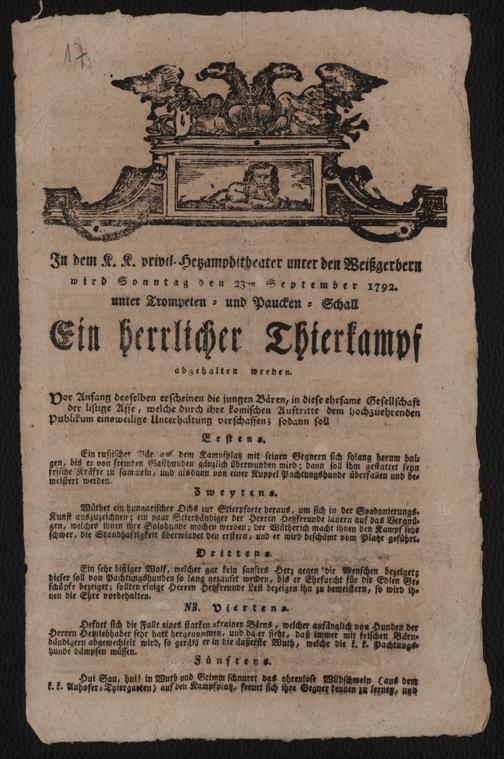 17
In dem K. K. privil. Hetzamphitheater unter den Weißgerbern
wird Sonntag den 23ten September 1792.
unter Trompeten- und Paucken-Schall
Ein herrlicher Thierkampf
abgehalten werden.
Vor Anfang desselben erscheinen die jungen Bären, in diese ehrsame Gesellschaft
der listige Affe, welche durch ihre komischen Auftritte dem hochzuehrenden
Publikum einsweilige Unterhaltung verschaffen; sodann soll
Erstens.
Ein rußischer Bär auf dem Kampfplatz mit seinen Gegnern sich solang herum bal-
gen, bis er von fremden Gasthunden gänzlich überwunden wird; dann soll ihm gestattet seyn
frische Kräfte zu sammeln, und alsdann von einer Kuppel Pachtungshunde überfallen und be-
meistert werden.
Zweytens.
Wüthet ein hungarischer Ochs zur Stierpforte heraus, um sich in der Spadonierungs-
Kunst auszuzeichnen; ein paar Stierbändiger der Herren Hetzfreunde lauern auf das Vergnü-
gen, welches ihnen ihre Solohunde machen werden; der Wütherich macht ihnen den Kampf sehr
schwer, die Standhaftigkeit überwindet den ersten, und er wird beschämt vom Platze geführt.
Drittens.
Ein sehr bißiger Wolf, welcher gar kein sanftes Herz gegen die Menschen bezeiget;
dieser soll von Pachtungshunden so lang gezauset werden, bis er Ehrfurcht für die Edlen Ge-
schöpfe bezeiget; sollten einige Herren Hetzfreunde Lust bezeigen ihn zu bemeistern, so wird ih-
nen die Ehre vorbehalten.
NB. Viertens.
Oefnet sich die Falle eines starken krainer Bärns, welcher anfänglich von Hunden der
Herren Hetzliebhaber sehr hart hergenommen, und da er sieht, daß immer mit frischen Bärn-
bändigern abgewechselt wird, so geräth er in die äußerste Wuth, welche die k. k. Pachtungs-
hunde dämpfen müssen.
Fünftens.
Hui Sau, hui! in Wuth und Grimm schnurret das ohrenlose Wildschwein (aus dem
k. k. Auhofer-Thiergarten) auf den Kampfplatz, freuet sich ihre Gegner kennen zu lernen, und